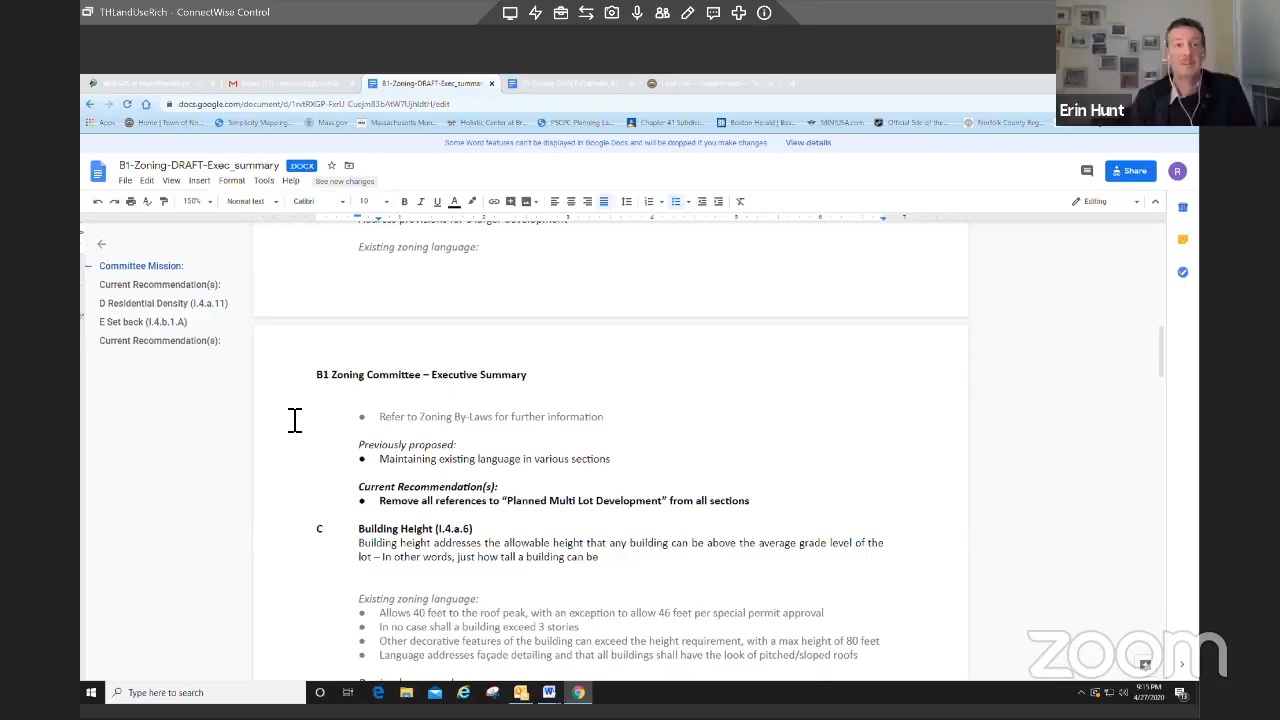 THLandUseRich - ConnectWise Control
Erin Hunt
B1-Zoning-DRAFT-Exec_summary
docs.google.com/document/d/
/edit
Apps
Home | Town of No...
Simplicity Mapping...
Mass.gov
Massachusetts Mun...
Holistic Center at Br...
PSCPC Planning La...
Chapter 41 Subdivi...
Boston Herald | Bos...
MINIUSA.com
Official Site of the...
Norfolk County Reg...
Some Word features can't be displayed in Google Docs and will be dropped if you make changes
View details
B1-Zoning-DRAFT-Exec_summary
.DOCX
Share
R
File
Edit
View
Insert
Format
Tools
Help
See new changes
150%
Normal text
Calibri
10
B
I
U
A
Editing
Existing zoning language:
Committee Mission:
Current Recommendation(s):
D Residential Density (I.4.a.11)
E Set back (I.4.b.1.A)
Current Recommendation(s):
B1 Zoning Committee – Executive Summary
● Refer to Zoning By-Laws for further information
Previously proposed:
● Maintaining existing language in various sections
Current Recommendation(s):
● Remove all references to “Planned Multi Lot Development” from all sections
C Building Height (I.4.a.6)
Building height addresses the allowable height that any building can be above the average grade level of the
lot – In other words, just how tall a building can be
Existing zoning language:
● Allows 40 feet to the roof peak, with an exception to allow 46 feet per special permit approval
● In no case shall a building exceed 3 stories
● Other decorative features of the building can exceed the height requirement, with a max height of 80 feet
● Language addresses façade detailing and that all buildings shall have the look of pitched/sloped roofs
zoom
Type here to search
9:15 PM
4/27/2020